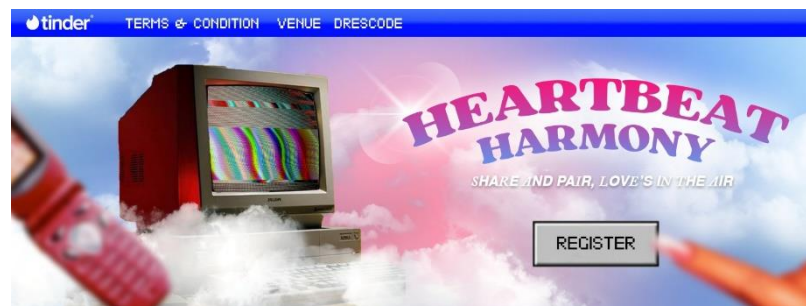 tinder TERMS & CONDITION VENUE DRESCODE
HEARTBEAT
HARMONY
SHARE AND PAIR, LOVE'S IN THE AIR
REGISTER